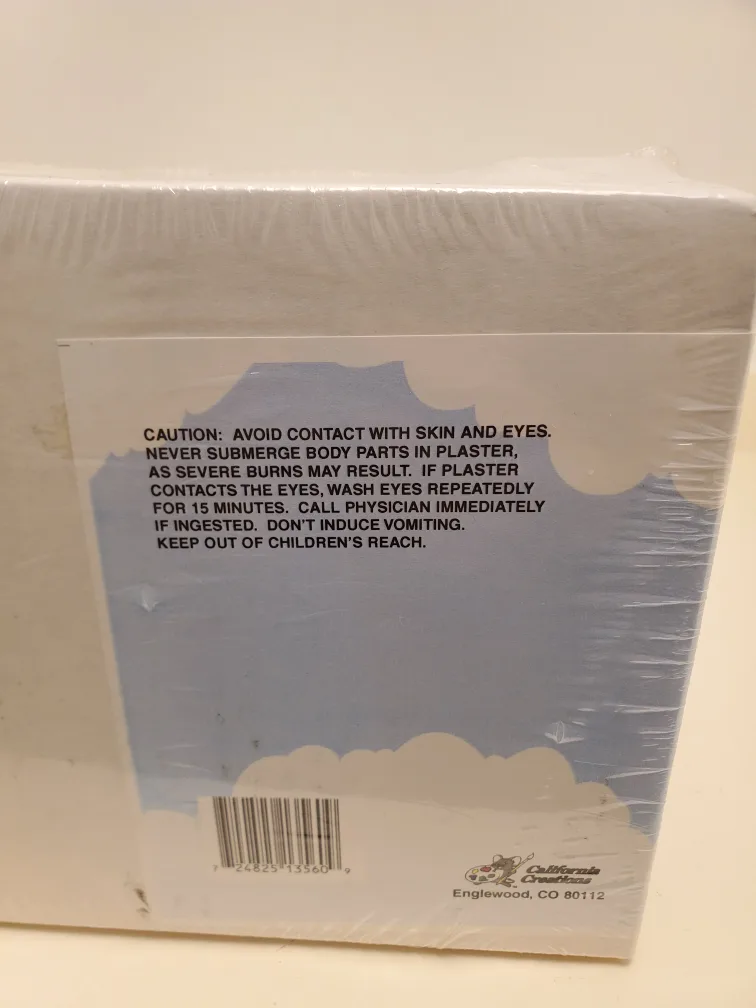 CAUTION: AVOID CONTACT WITH SKIN AND EYES.
NEVER SUBMERGE BODY PARTS IN PLASTER,
AS SEVERE BURNS MAY RESULT. IF PLASTER
CONTACTS THE EYES, WASH EYES REPEATEDLY
FOR 15 MINUTES. CALL PHYSICIAN IMMEDIATELY
IF INGESTED. DON'T INDUCE VOMITING.
KEEP OUT OF CHILDREN'S REACH.
7 24825 13560 9
California
Creations
Englewood, CO 80112